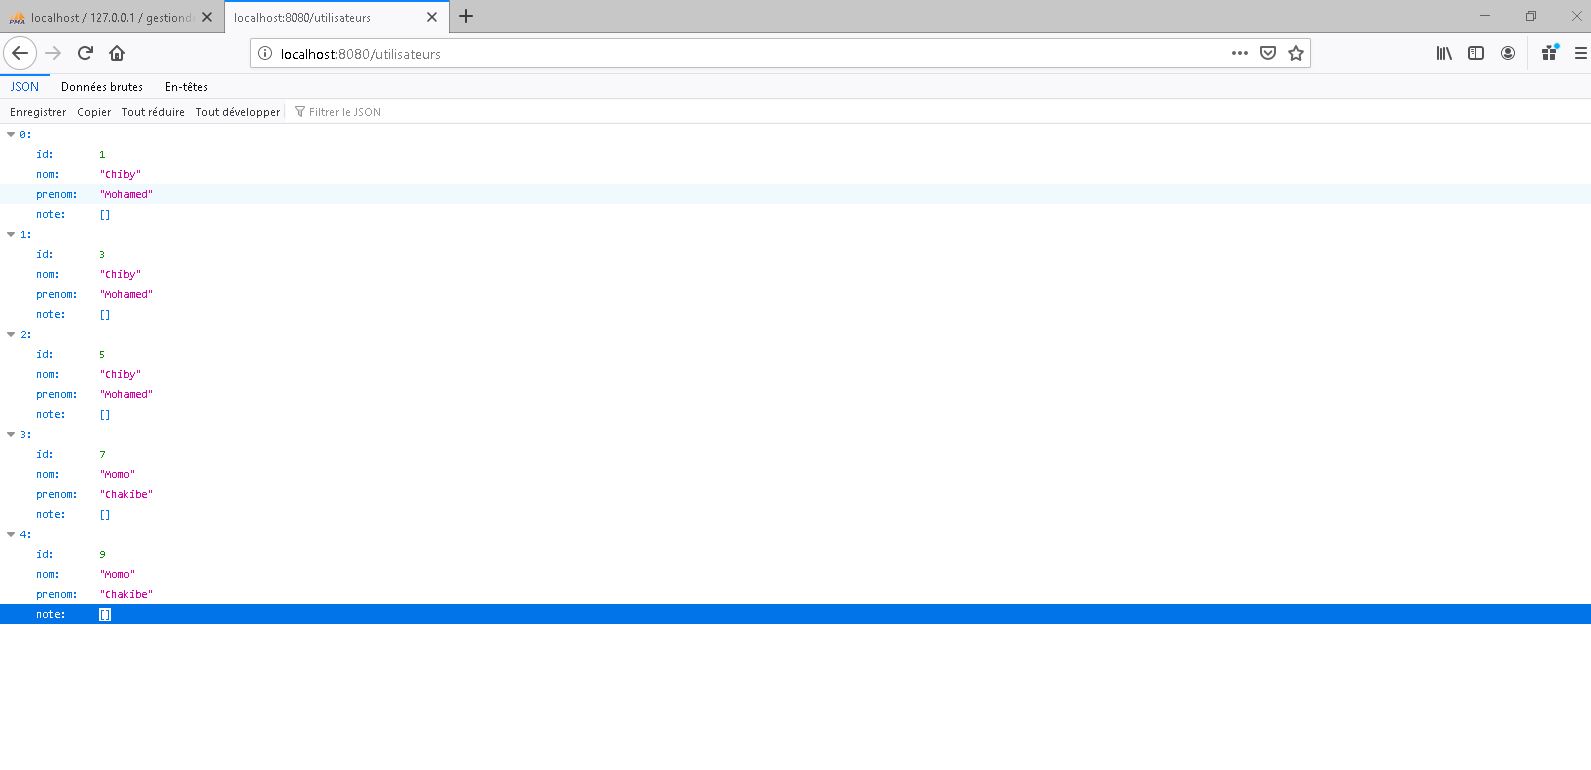 localhost / 127.0.0.1 / gestiond
localhost:8080/utilisateurs
localhost:8080/utilisateurs
JSON Données brutes En-têtes
Enregistrer Copier Tout réduire Tout développer Filtrer le JSON
0:
id: 1
nom: "Chiby"
prenom: "Mohamed"
note: []
1:
id: 3
nom: "Chiby"
prenom: "Mohamed"
note: []
2:
id: 5
nom: "Chiby"
prenom: "Mohamed"
note: []
3:
id: 7
nom: "Momo"
prenom: "Chakibe"
note: []
4:
id: 9
nom: "Momo"
prenom: "Chakibe"
note: []